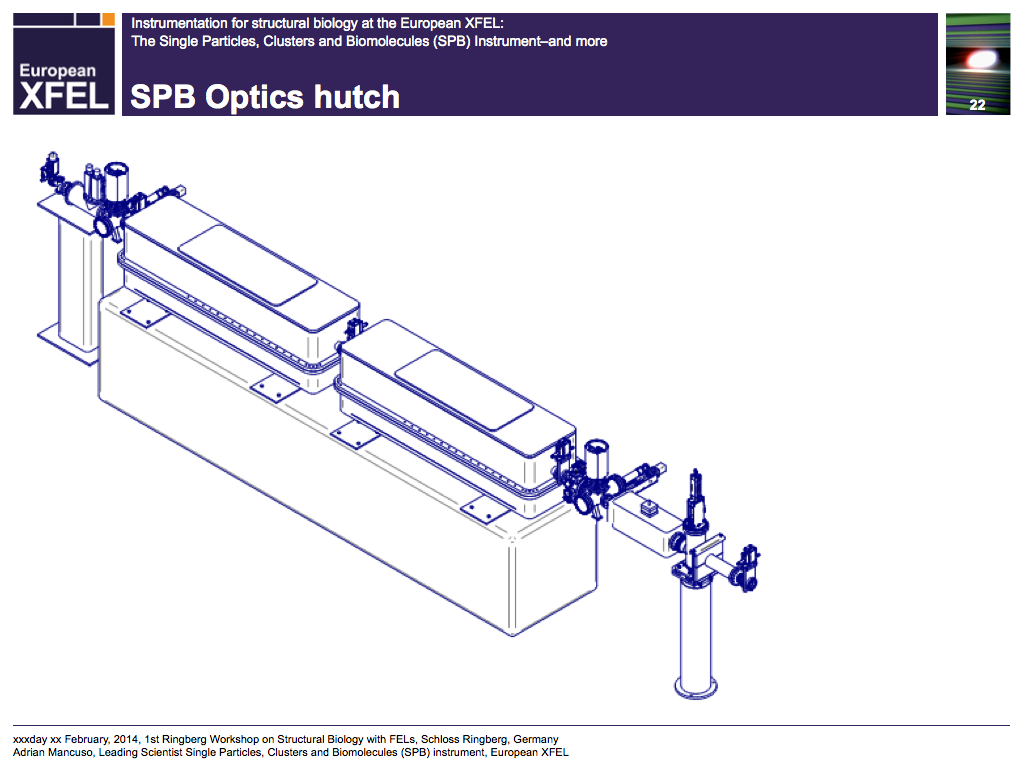 Instrumentation for structural biology at the European XFEL:
The Single Particles, Clusters and Biomolecules (SPB) Instrument–and more
European
XFEL
SPB Optics hutch
22
xxxday xx February, 2014, 1st Ringberg Workshop on Structural Biology with FELs, Schloss Ringberg, Germany
Adrian Mancuso, Leading Scientist Single Particles, Clusters and Biomolecules (SPB) instrument, European XFEL